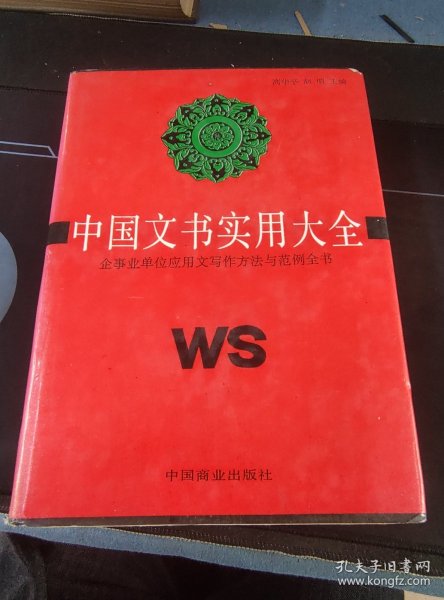 主编
中国文书实用大全
企事业单位应用文写作方法与范例全书
WS
中国商业出版社
孔夫子旧书网
www.kongfz.com